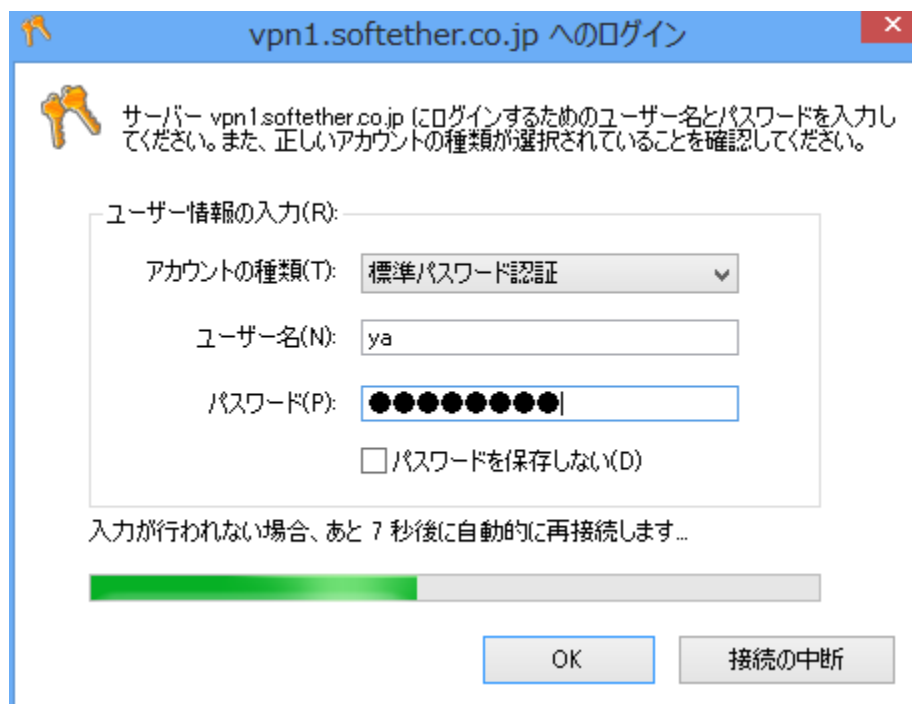 vpn1.softether.co.jp へのログイン
サーバー vpn1.softether.co.jp にログインするためのユーザー名とパスワードを入力し
てください。また、正しいアカウントの種類が選択されていることを確認してください。
ユーザー情報の入力(R):
アカウントの種類(T): 標準パスワード認証
ユーザー名(N): ya
パスワード(P): ●●●●●●●●
パスワードを保存しない(D)
入力が行われない場合、あと 7 秒後に自動的に再接続します...
OK 接続の中断